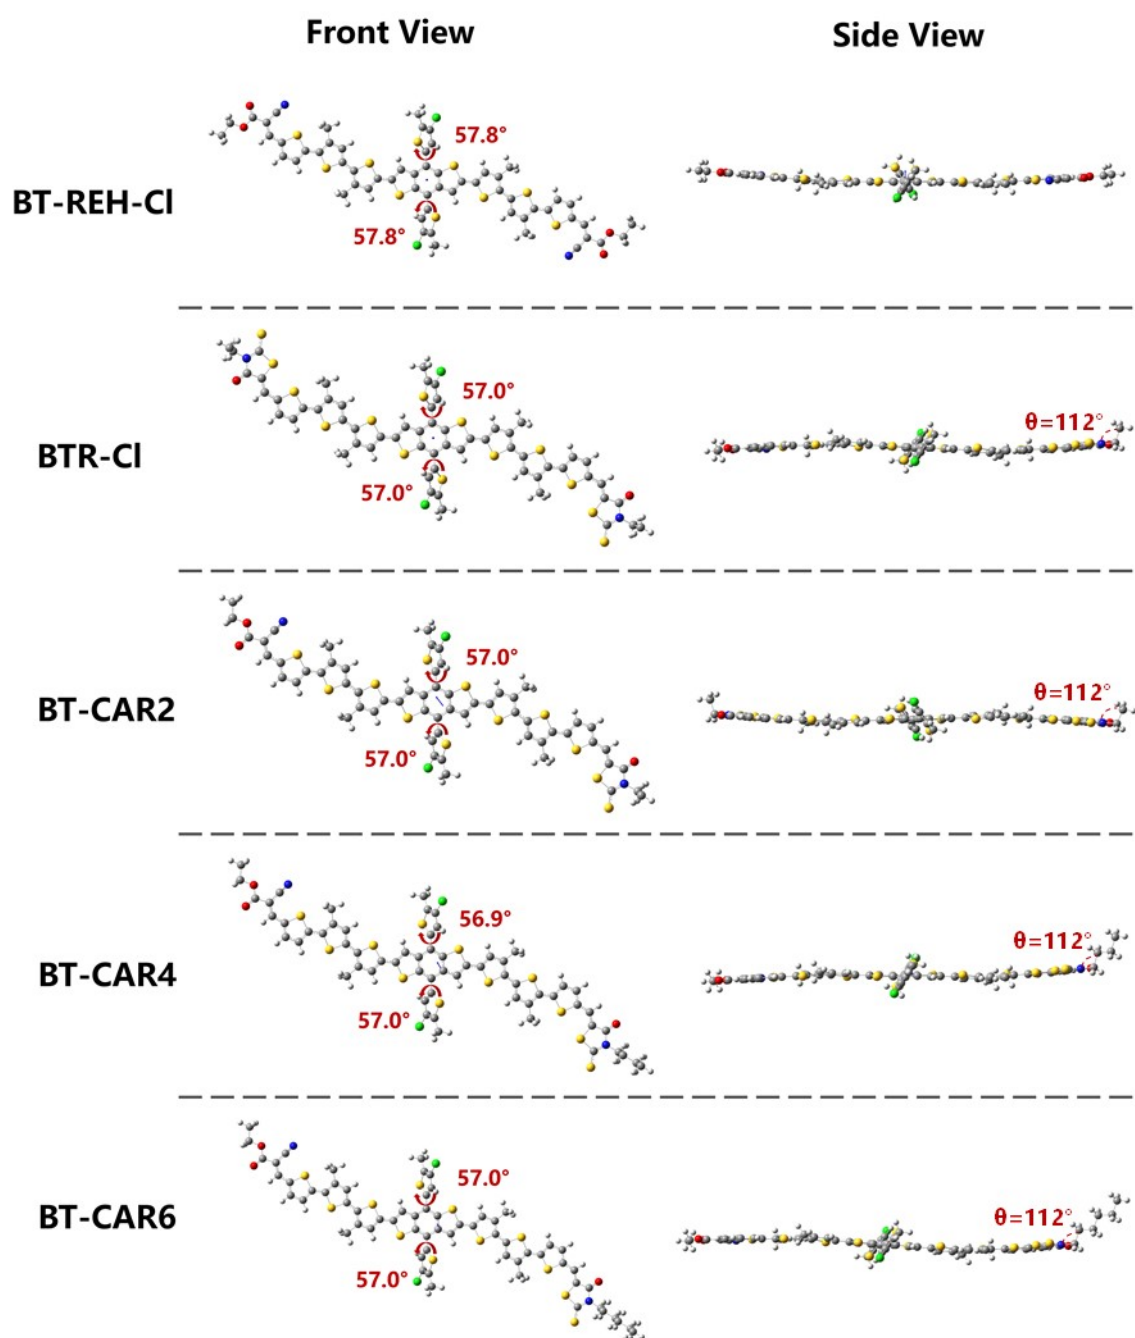 Front View
Side View
57.8°
BT-REH-Cl
57.8°
57.0°
θ=112°
BTR-Cl
57.0°
57.0°
θ=112°
BT-CAR2
57.0°
56.9°
θ=112°
BT-CAR4
57.0°
57.0°
θ=112°
BT-CAR6
57.0°